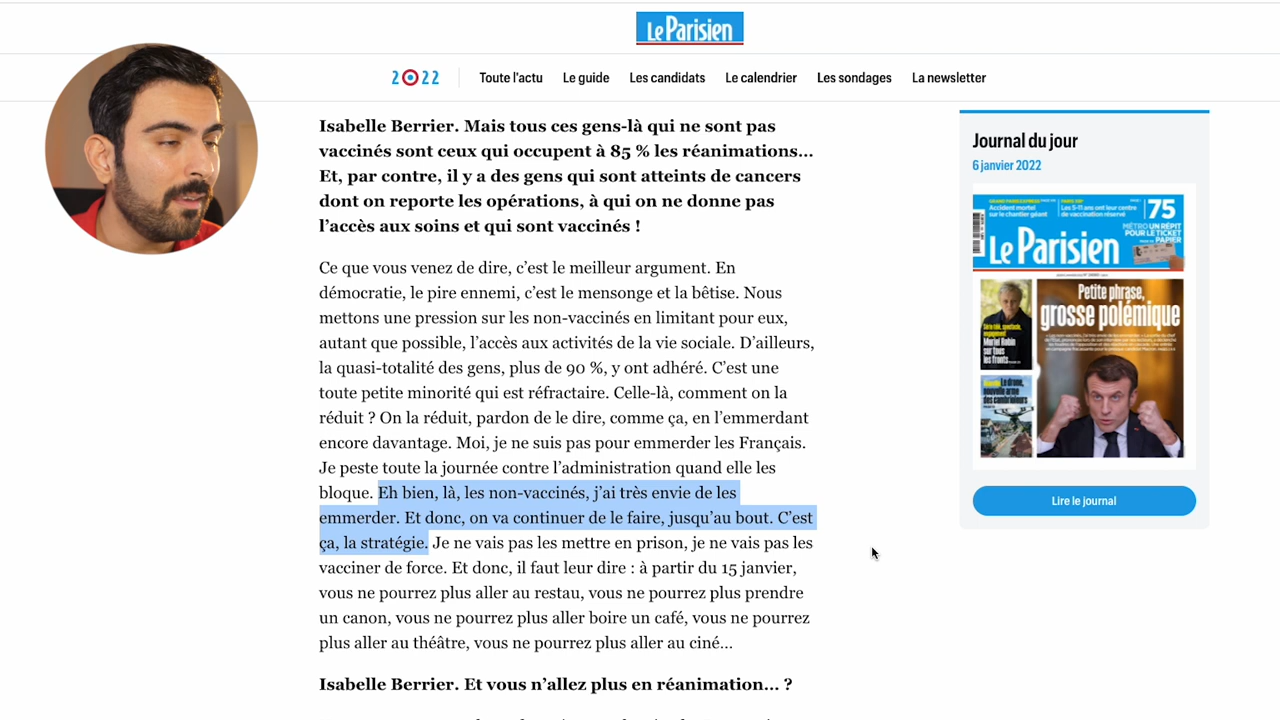 Le Parisien
2022
Toute l'actu
Le guide
Les candidats
Le calendrier
Les sondages
La newsletter
Isabelle Berrier. Mais tous ces gens-là qui ne sont pas
vaccinés sont ceux qui occupent à 85 % les réanimations...
Et, par contre, il y a des gens qui sont atteints de cancers
dont on reporte les opérations, à qui on ne donne pas
l’accès aux soins et qui sont vaccinés !
Ce que vous venez de dire, c’est le meilleur argument. En
démocratie, le pire ennemi, c’est le mensonge et la bêtise. Nous
mettons une pression sur les non-vaccinés en limitant pour eux,
autant que possible, l’accès aux activités de la vie sociale. D’ailleurs,
la quasi-totalité des gens, plus de 90 %, y ont adhéré. C’est une
toute petite minorité qui est réfractaire. Celle-là, comment on la
réduit ? On la réduit, pardon de le dire, comme ça, en l’emmerdant
encore davantage. Moi, je ne suis pas pour emmerder les Français.
Je peste toute la journée contre l’administration quand elle les
bloque. Eh bien, là, les non-vaccinés, j’ai très envie de les
emmerder. Et donc, on va continuer de le faire, jusqu’au bout. C’est
ça, la stratégie. Je ne vais pas les mettre en prison, je ne vais pas les
vacciner de force. Et donc, il faut leur dire : à partir du 15 janvier,
vous ne pourrez plus aller au restau, vous ne pourrez plus prendre
un canon, vous ne pourrez plus aller boire un café, vous ne pourrez
plus aller au théâtre, vous ne pourrez plus aller au ciné...
Isabelle Berrier. Et vous n’allez plus en réanimation... ?
Journal du jour
6 janvier 2022
Accident mortel
sur le chantier géant
Les 5-11 ans ont leur centre
de vaccination réservé
75
MÉTRO UN RÉPIT
POUR LE TICKET
PAPIER
Le Parisien
Petite phrase,
grosse polémique
Muriel Robin
sur tous
les fronts
Le drone,
nouvelle arme
des cambrioleurs
Lire le journal